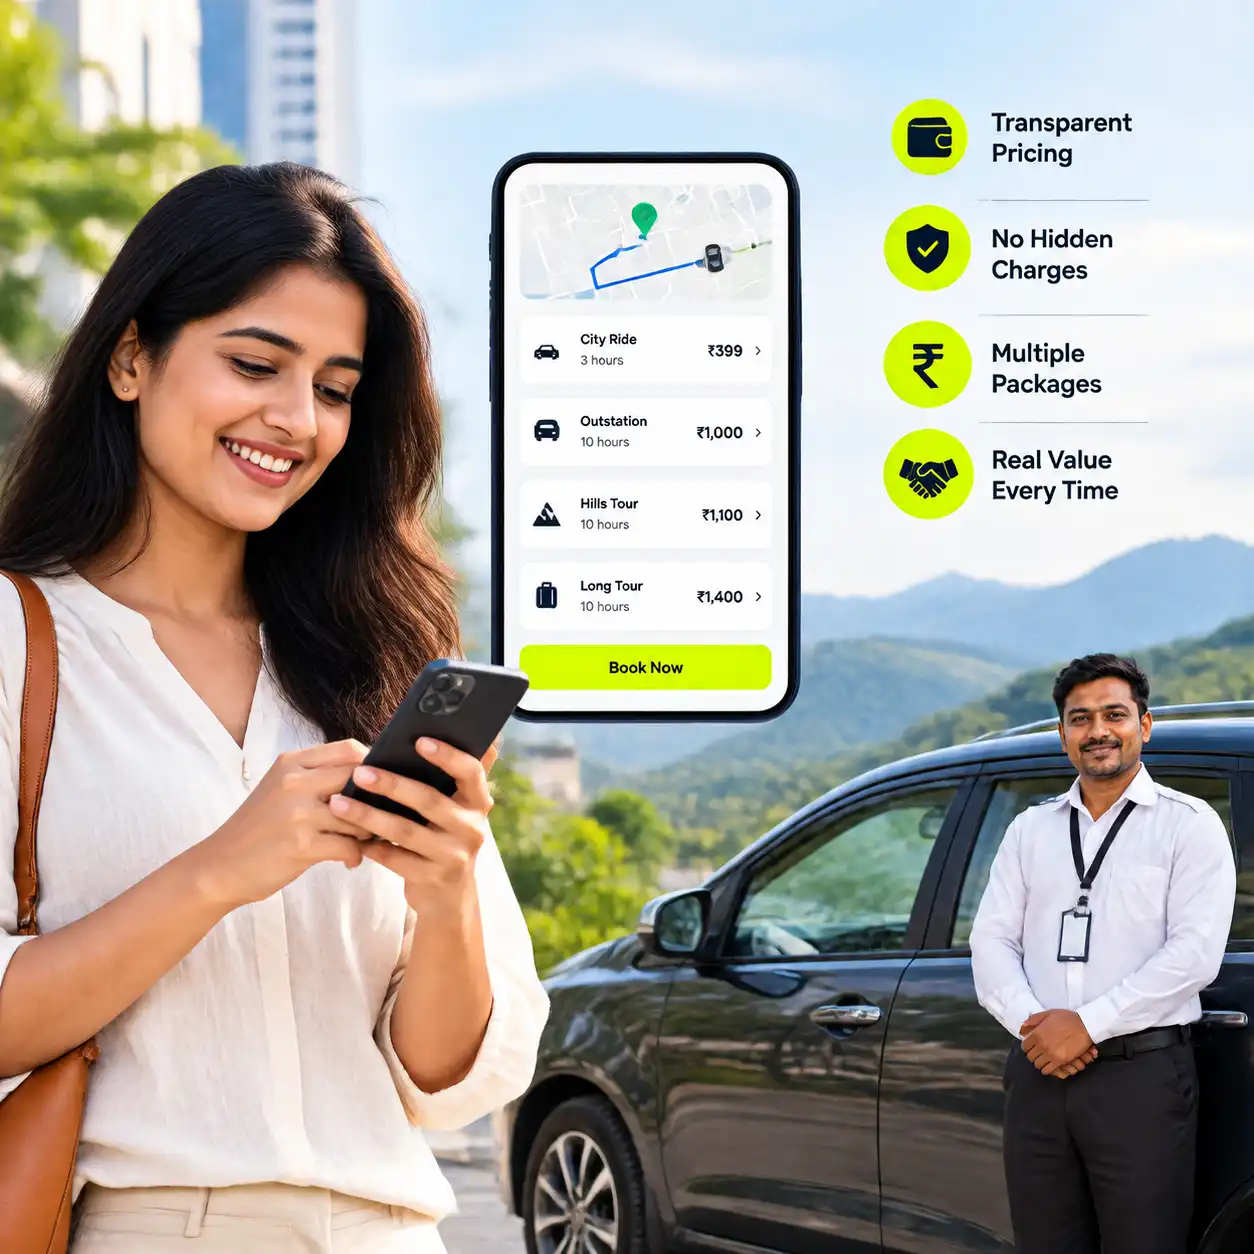 City Ride
3 hours
₹399
Outstation
10 hours
₹1,000
Hills Tour
10 hours
₹1,100
Long Tour
10 hours
₹1,400
Book Now
Transparent
Pricing
No Hidden
Charges
₹
Multiple
Packages
Real Value
Every Time